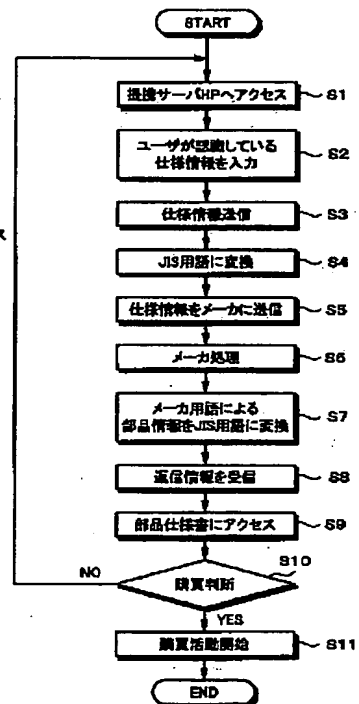 START
提携サーバHPへアクセス
S1
ユーザが認識している
仕様情報を入力
S2
仕様情報送信
S3
JIS用語に変換
S4
仕様情報をメーカに送信
S5
メーカ処理
S6
メーカ用語による
部品情報をJIS用語に変換
S7
返信情報を受信
S8
部品仕様書にアクセス
S9
S10
NO
購買判断
YES
購買活動開始
S11
END